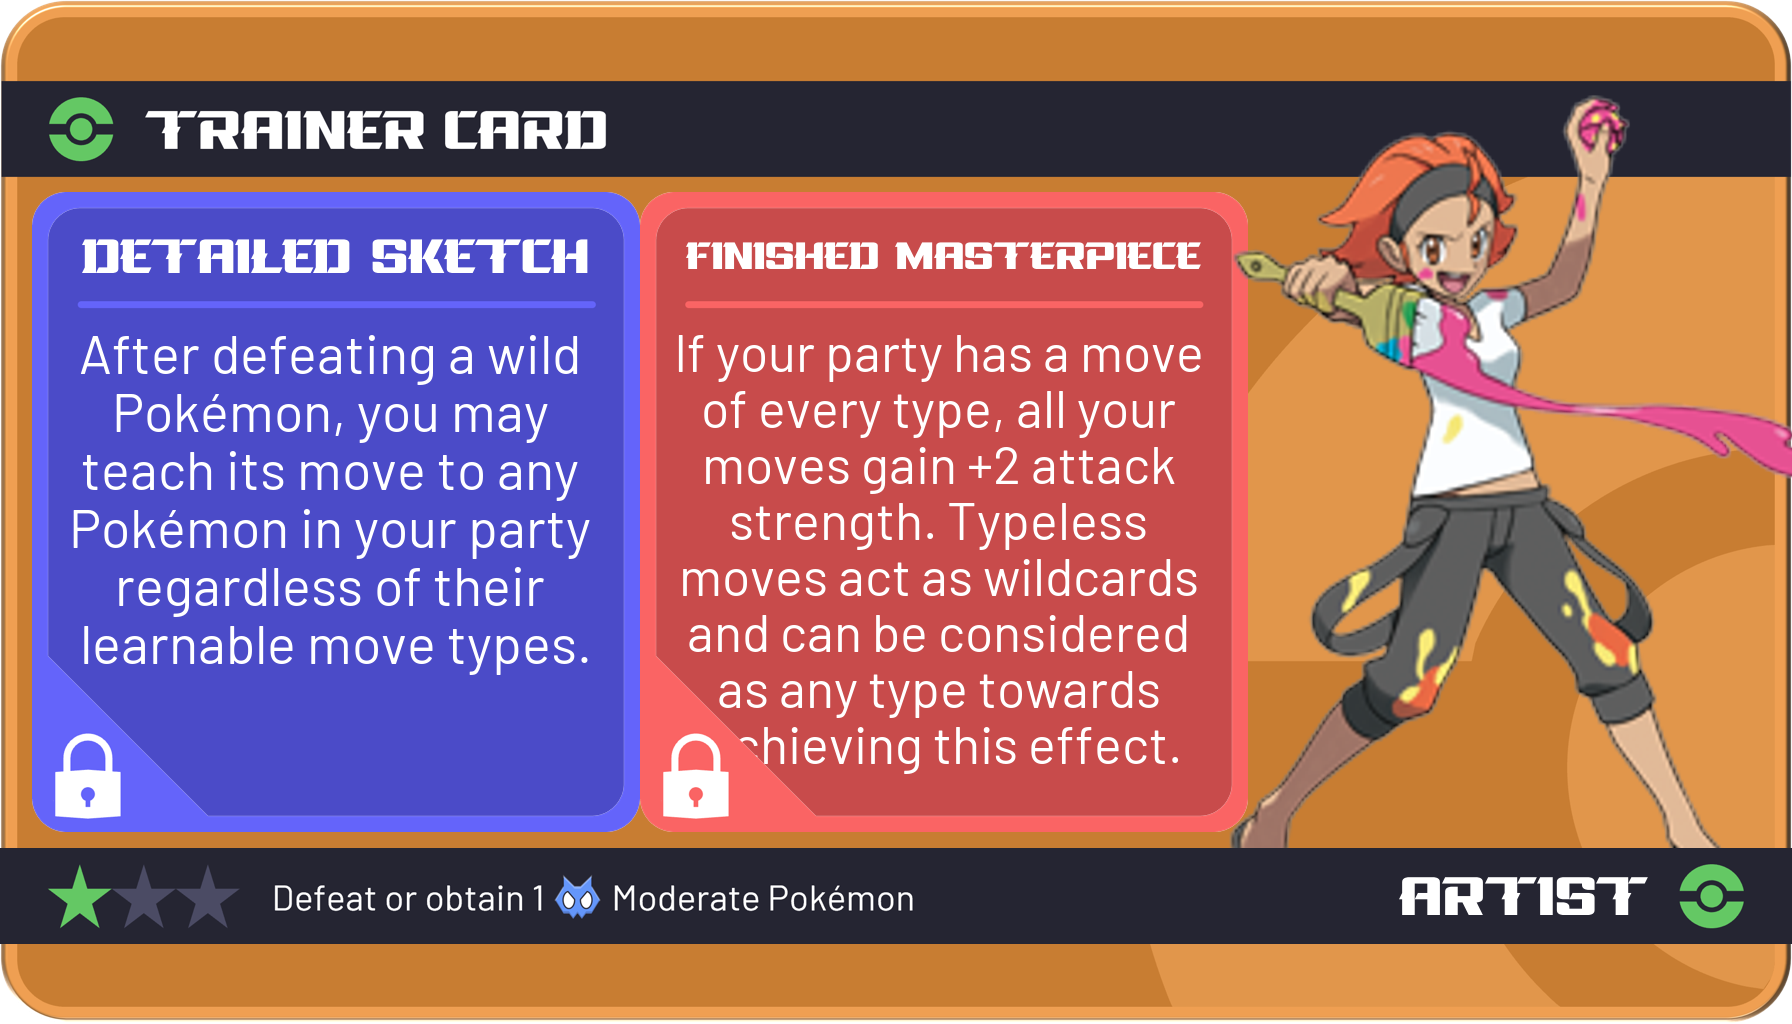 TRAINER CARD
DETAILED SKETCH
After defeating a wild
Pokémon, you may
teach its move to any
Pokémon in your party
regardless of their
learnable move types.
FINISHED MASTERPIECE
If your party has a move
of every type, all your
moves gain +2 attack
strength. Typeless
moves act as wildcards
and can be considered
as any type towards
chieving this effect.
Defeat or obtain 1 Moderate Pokémon
ARTIST